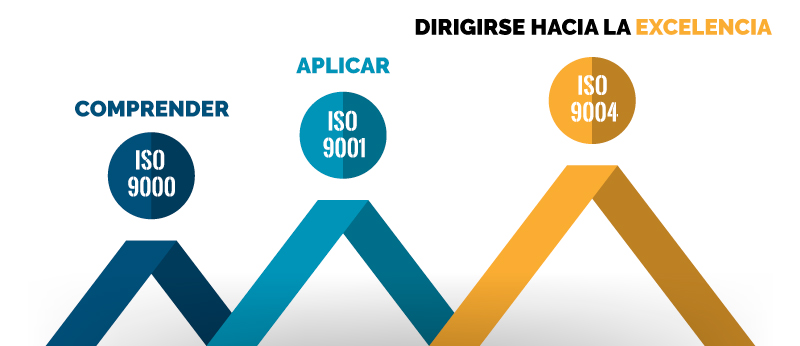 DIRIGIRSE HACIA LA EXCELENCIA
APLICAR
COMPRENDER
ISO
9004
ISO
9001
ISO
9000